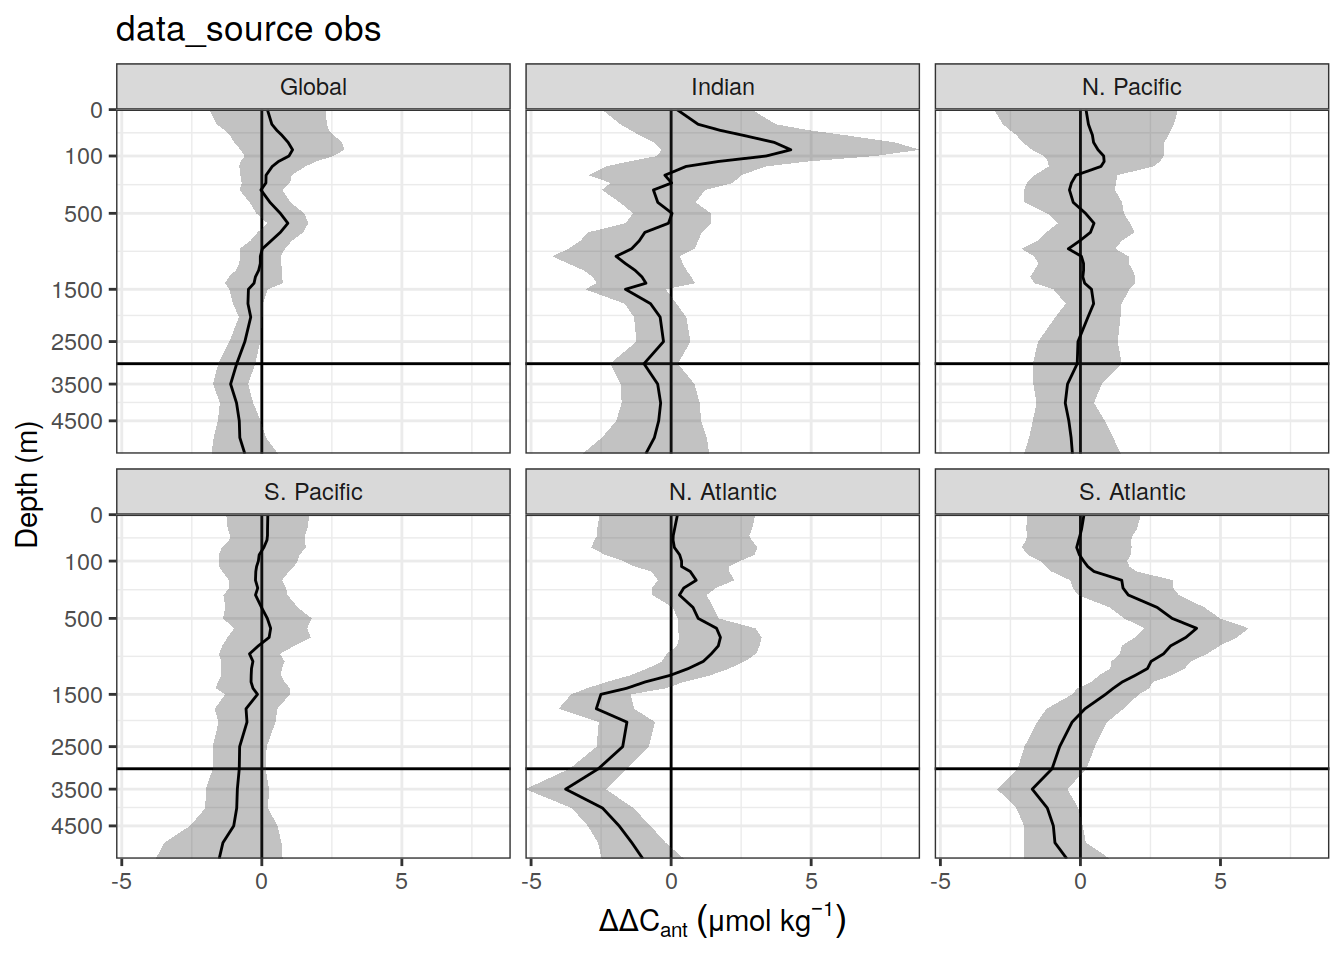 data_source obs
Global
Indian
N. Pacific
0
100
500
1500
2500
3500
4500
S. Pacific
N. Atlantic
S. Atlantic
0
100
500
1500
2500
3500
4500
Depth (m)
-5 0 5
-5 0 5
-5 0 5
ΔΔCant (μmol kg−1)